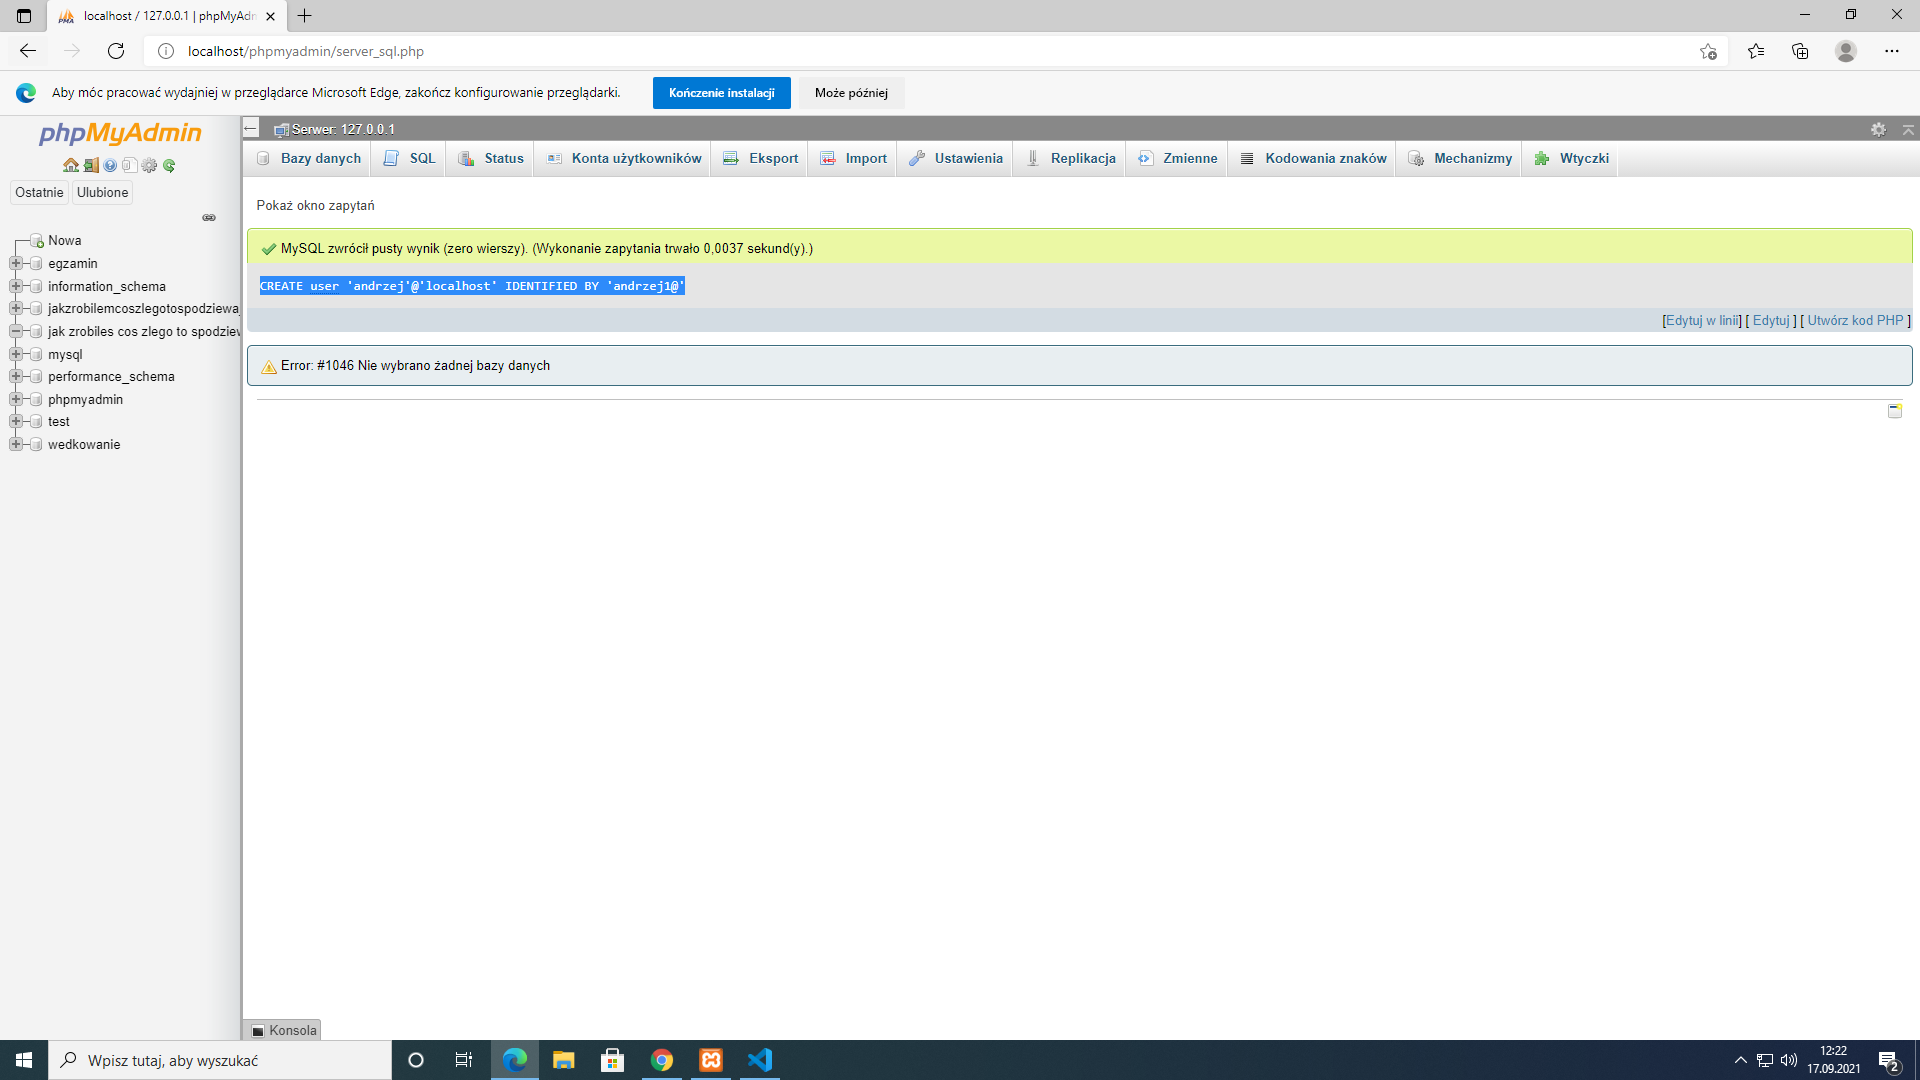 localhost / 127.0.0.1 | phpMyAdn
localhost/phpmyadmin/server_sql.php
Aby móc pracować wydajniej w przeglądarce Microsoft Edge, zakończ konfigurowanie przeglądarki.
Kończenie instalacji
Może później
phpMyAdmin
Ostatnie
Ulubione
Nowa
egzamin
information_schema
jakzrobilemcoszlegotospodziewaj
jak zrobiles cos zlego to spodziew
mysql
performance_schema
phpmyadmin
test
wedkowanie
Serwer: 127.0.0.1
Bazy danych
SQL
Status
Konta użytkowników
Eksport
Import
Ustawienia
Replikacja
Zmienne
Kodowania znaków
Mechanizmy
Wtyczki
Pokaż okno zapytań
MySQL zwrócił pusty wynik (zero wierszy). (Wykonanie zapytania trwało 0,0037 sekund(y).)
CREATE user 'andrzej'@'localhost' IDENTIFIED BY 'andrzej1@'
[Edytuj w linii] [ Edytuj ] [ Utwórz kod PHP ]
Error: #1046 Nie wybrano żadnej bazy danych
Konsola
Wpisz tutaj, aby wyszukać
12:22
17.09.2021
2